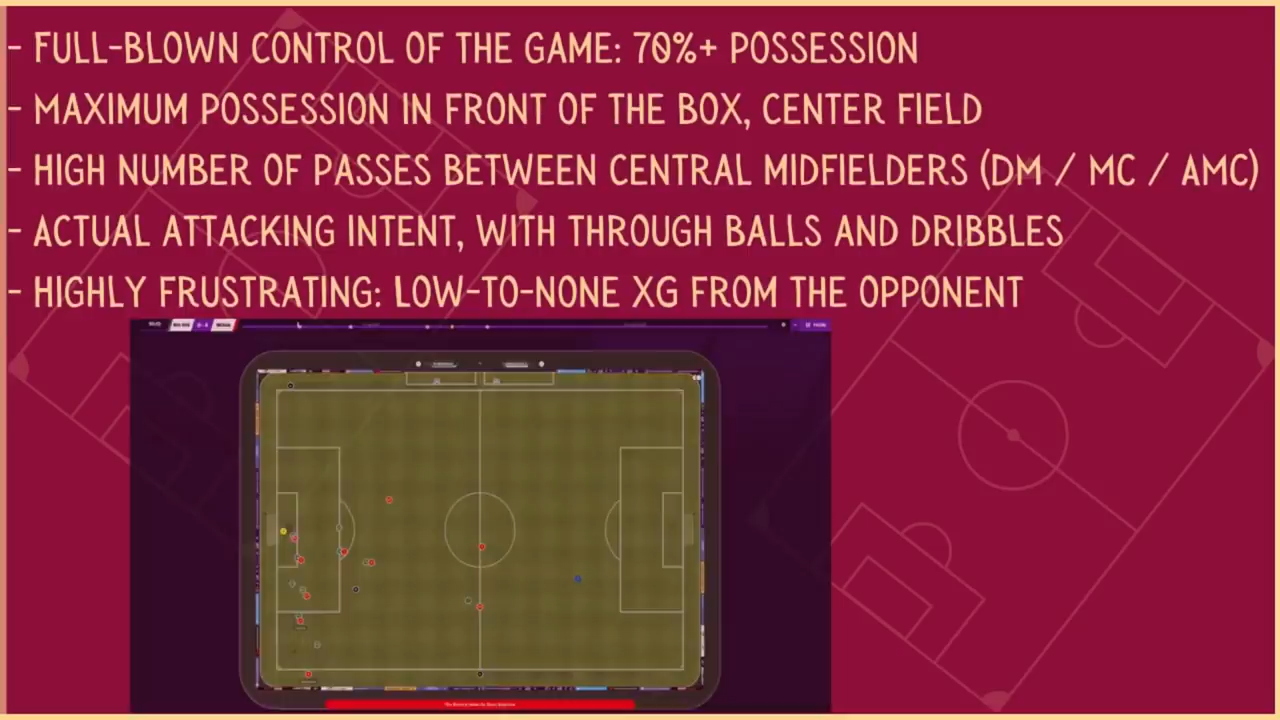 - FULL-BLOWN CONTROL OF THE GAME: 70%+ POSSESSION
- MAXIMUM POSSESSION IN FRONT OF THE BOX, CENTER FIELD
- HIGH NUMBER OF PASSES BETWEEN CENTRAL MIDFIELDERS (DM / MC / AMC)
- ACTUAL ATTACKING INTENT, WITH THROUGH BALLS AND DRIBBLES
- HIGHLY FRUSTRATING: LOW-TO-NONE XG FROM THE OPPONENT